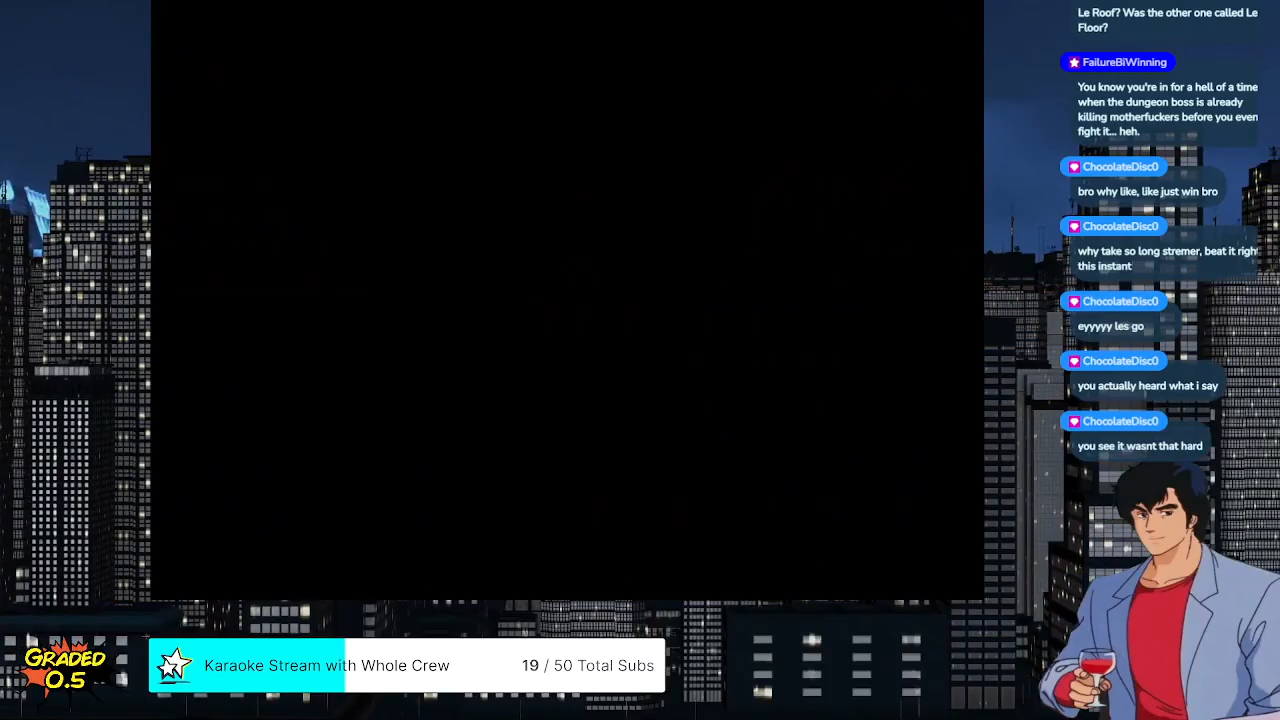 Le Roof? Was the other one called Le
Floor?
FailureBiWinning
You know you're in for a hell of a time
when the dungeon boss is already
killing motherfuckers before you even
fight it... heh.
ChocolateDisc0
bro why like, like just win bro
ChocolateDisc0
why take so long stremer, beat it right
this instant
ChocolateDisc0
eyyyyy les go
ChocolateDisc0
you actually heard what i say
ChocolateDisc0
you see it wasnt that hard
GRADED
0.5
Karaoke Stream with Whole Crew 19 / 50 Total Subs